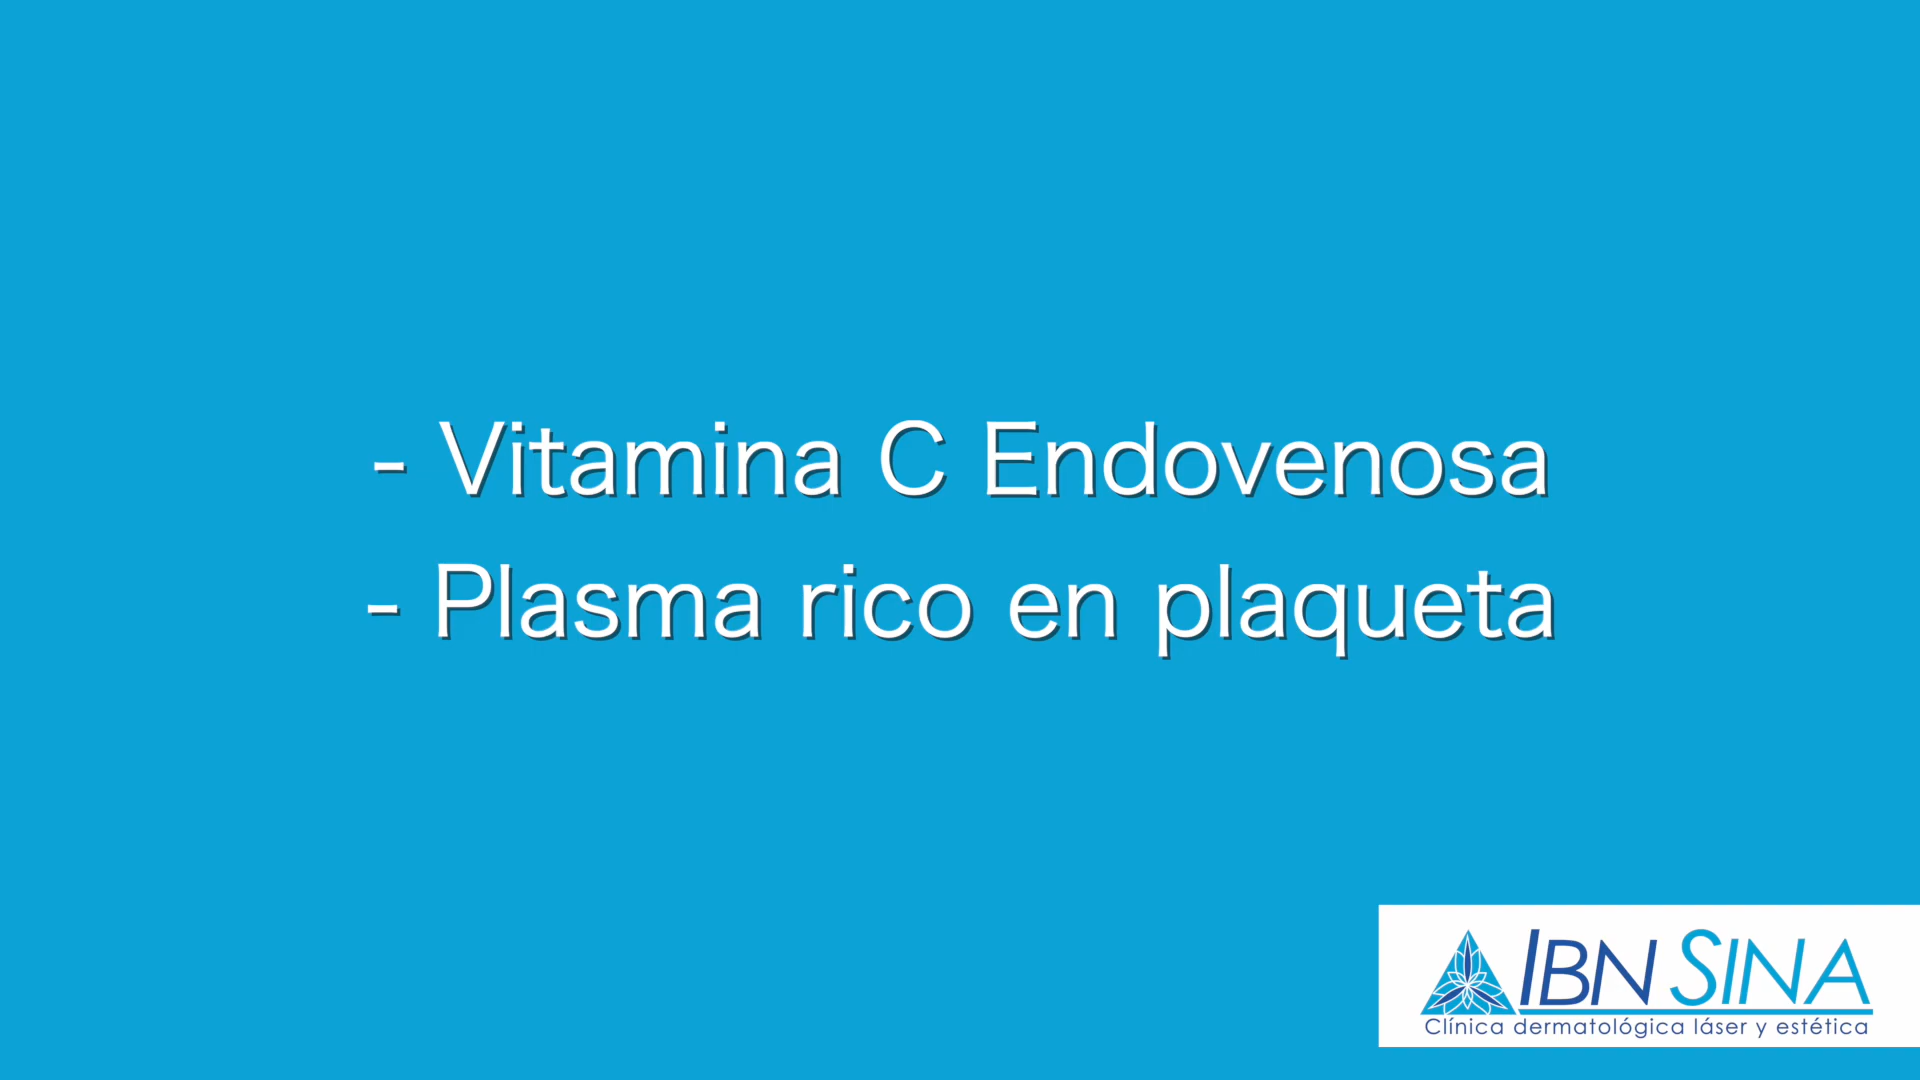 - Vitamina C Endovenosa
- Plasma rico en plaqueta
IBN SINA
Clínica dermatológica láser y estética